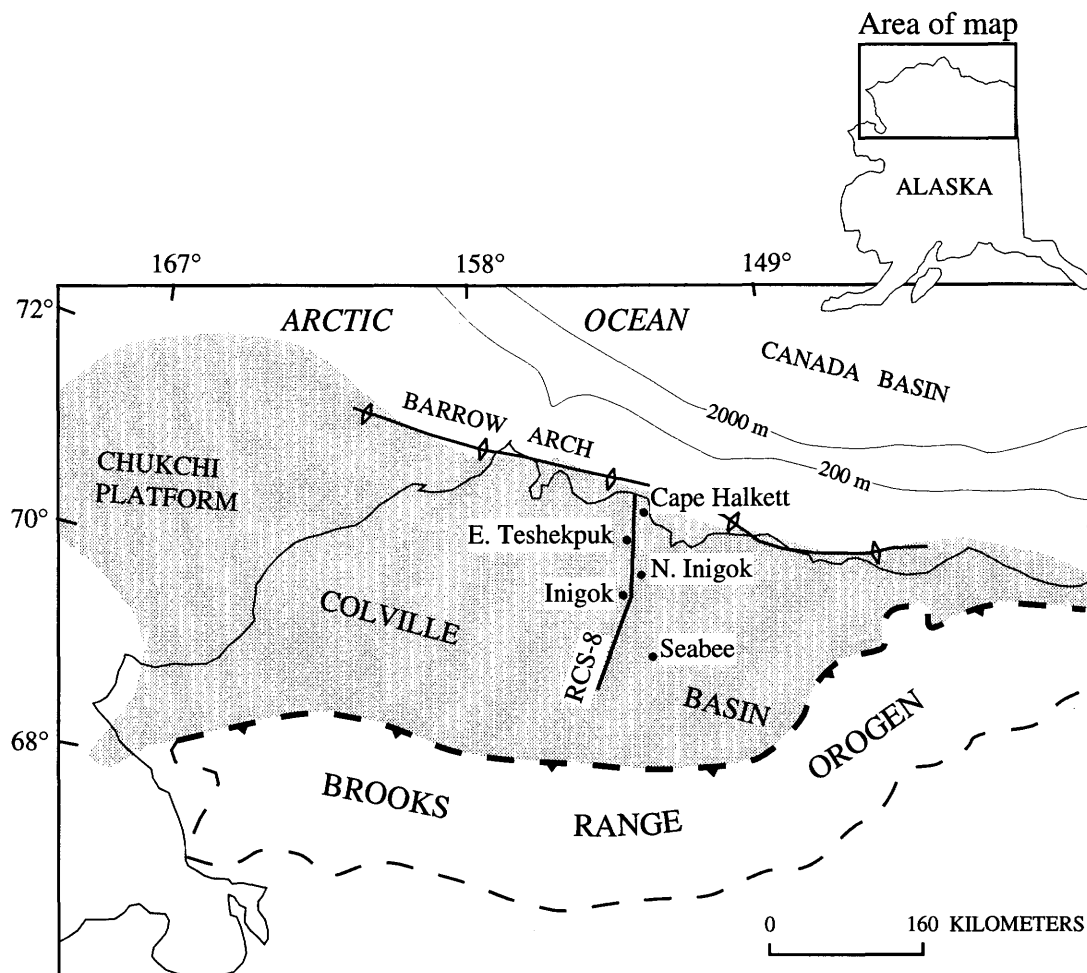 Area of map
ALASKA
167°
158°
149°
72°
ARCTIC OCEAN
CANADA BASIN
BARROW ARCH
2000 m
200 m
CHUKCHI
PLATFORM
70°
Cape Halkett
E. Teshekpuk
N. Inigok
Inigok
COLVILLE
BASIN
RCS-8
Seabee
68°
BROOKS RANGE OROGEN
0 160 KILOMETERS